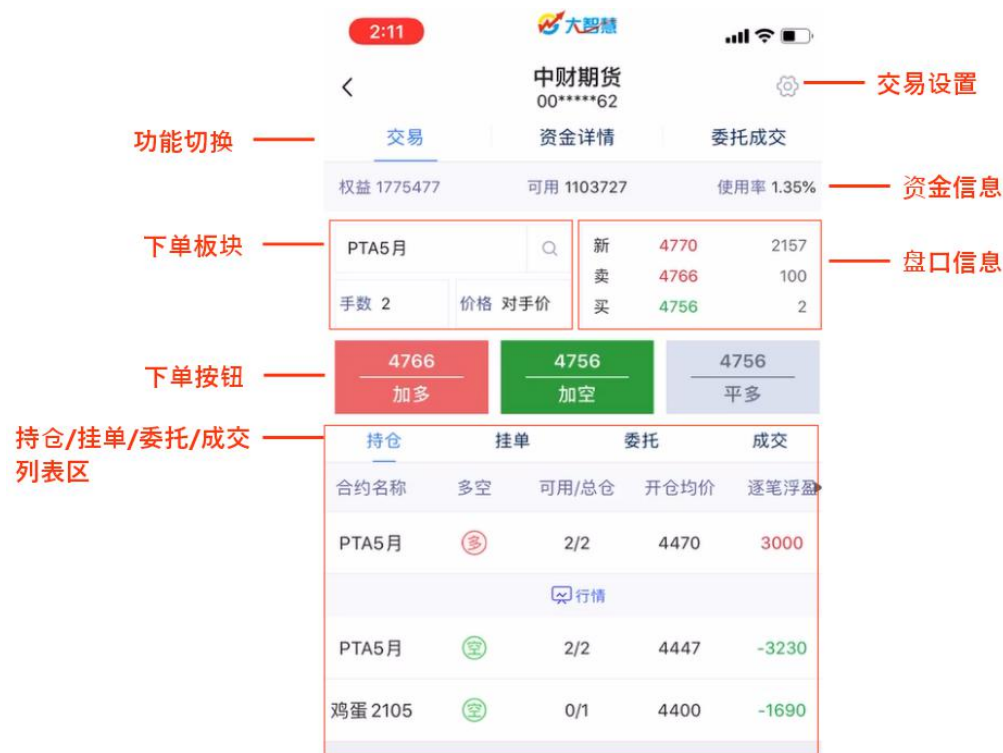 2:11
大智慧
中财期货
00*****62
交易设置
功能切换
交易 资金详情 委托成交
权益 1775477 可用 1103727 使用率 1.35%
资金信息
下单板块
PTA5月
手数 2 价格 对手价
新 4770 2157
卖 4766 100
买 4756 2
盘口信息
下单按钮
4766
加多
4756
加空
4756
平多
持仓/挂单/委托/成交
列表区
持仓 挂单 委托 成交
合约名称 多空 可用/总仓 开仓均价 逐笔浮盈
PTA5月 多 2/2 4470 3000
行情
PTA5月 空 2/2 4447 -3230
鸡蛋2105 空 0/1 4400 -1690